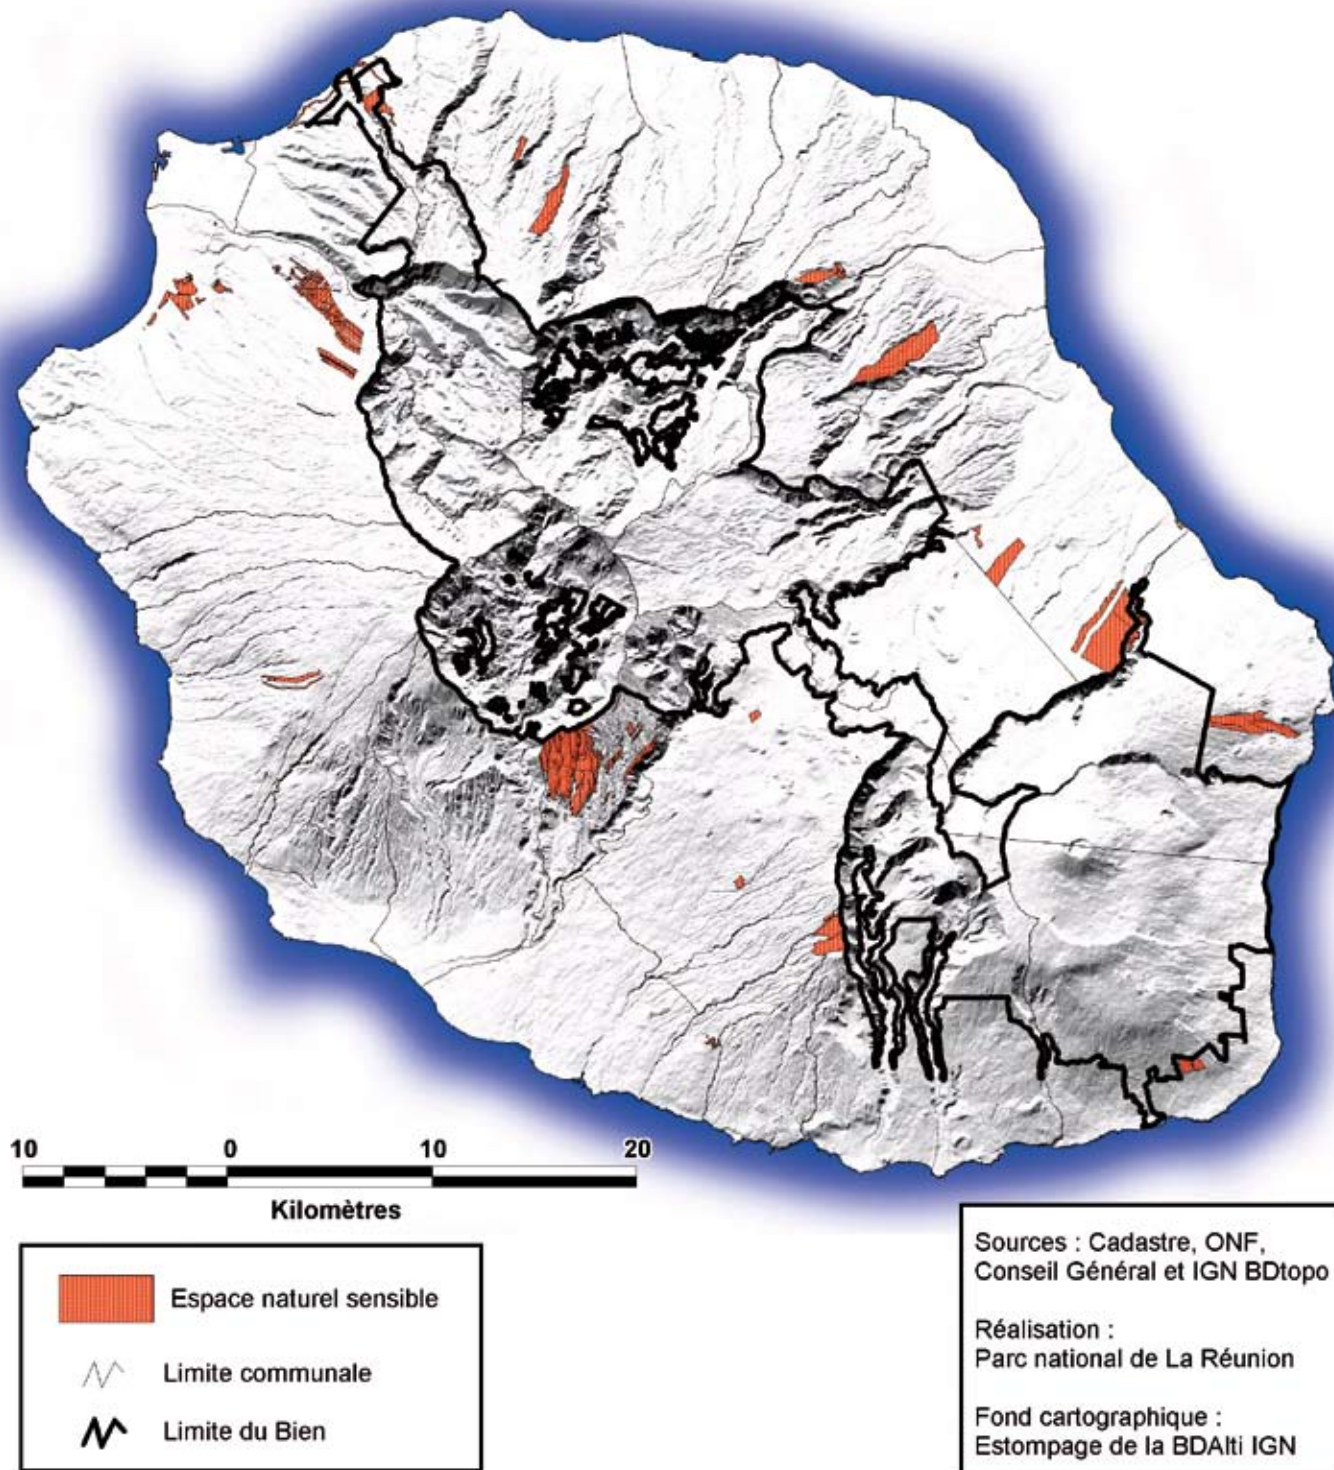 10 0 10 20
Kilomètres
Espace naturel sensible
Limite communale
Limite du Bien
Sources : Cadastre, ONF,
Conseil Général et IGN BDtopo
Réalisation :
Parc national de La Réunion
Fond cartographique :
Estompage de la BDAlti IGN